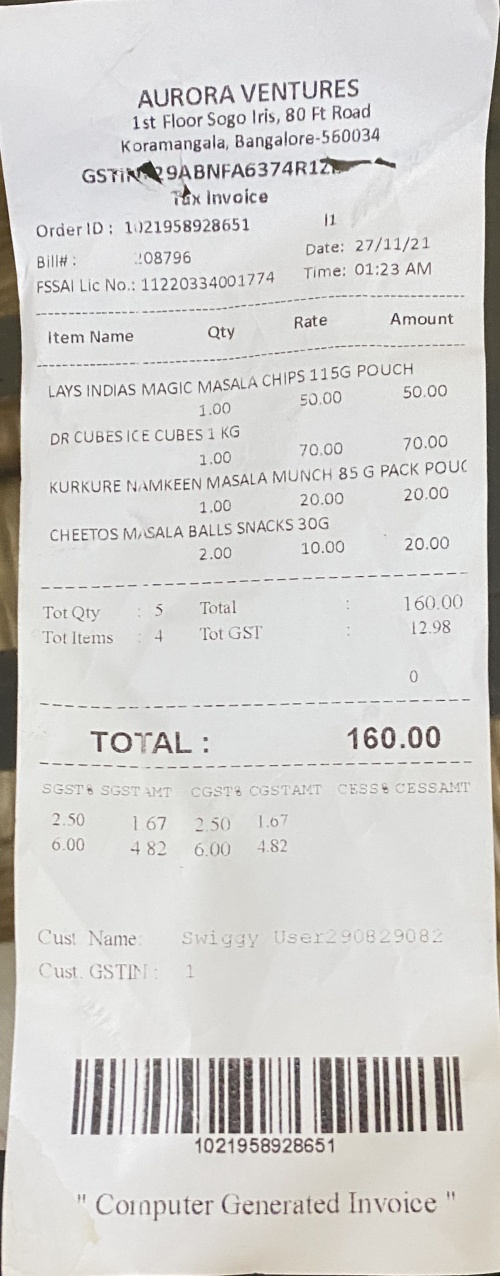 AURORA VENTURES
1st Floor Sogo Iris, 80 Ft Road
Koramangala, Bangalore-560034
Tax Invoice
Order ID : 1021958928651 I1
Bill# : 208796 Date: 27/11/21
FSSAI Lic No.: 11220334001774 Time: 01:23 AM
Item Name Qty Rate Amount
LAYS INDIAS MAGIC MASALA CHIPS 115G POUCH
1.00 50.00 50.00
DR CUBES ICE CUBES 1 KG
1.00 70.00 70.00
KURKURE NAMKEEN MASALA MUNCH 85 G PACK POUC
1.00 20.00 20.00
CHEETOS MASALA BALLS SNACKS 30G
2.00 10.00 20.00
Tot Qty : 5 Total : 160.00
Tot Items : 4 Tot GST : 12.98
0
TOTAL : 160.00
SGST% SGSTAMT CGST% CGSTAMT CESS% CESSAMT
2.50 1.67 2.50 1.67
6.00 4.82 6.00 4.82
Cust Name: Swiggy User290829082
Cust. GSTIN : 1
1021958928651
" Computer Generated Invoice "